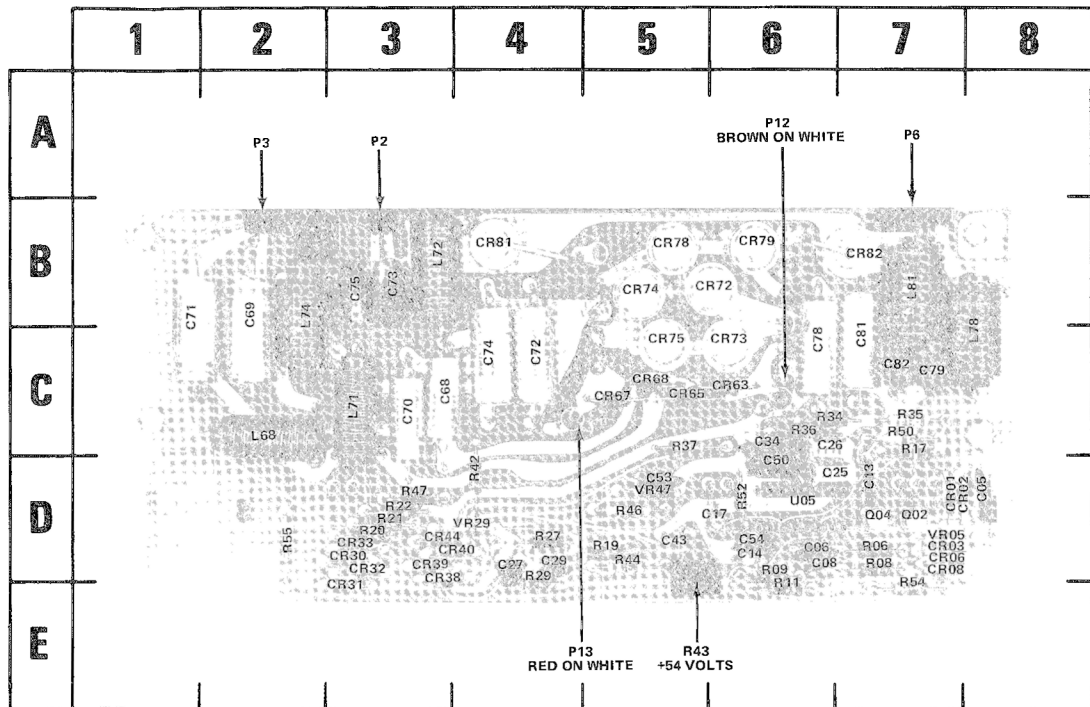 1 2 3 4 5 6 7 8
A
P3
P2
P12
BROWN ON WHITE
P6
B
CR81
CR78
CR79
CR82
L72
C75
C73
CR74
CR72
L81
C71
C69
L74
C74
C72
CR75
CR73
C78
C81
L78
C
C82
C79
CR68
CR63
CR67
CR65
L71
C70
C68
R34
R35
R36
R50
L68
R37
C34
C26
R17
C50
R42
C53
C25
C13
D
R47
VR47
R52
U05
CR01
CR02
C05
R22
R46
C17
Q04
Q02
R21
VR29
R20
R55
CR33
CR44
R27
C43
C54
VR05
CR30
CR40
R19
C14
C06
R06
CR03
CR32
CR39
C27
C29
R44
R09
C08
R08
CR06
CR31
CR38
R29
R11
CR08
R54
E
P13
RED ON WHITE
R43
+54 VOLTS